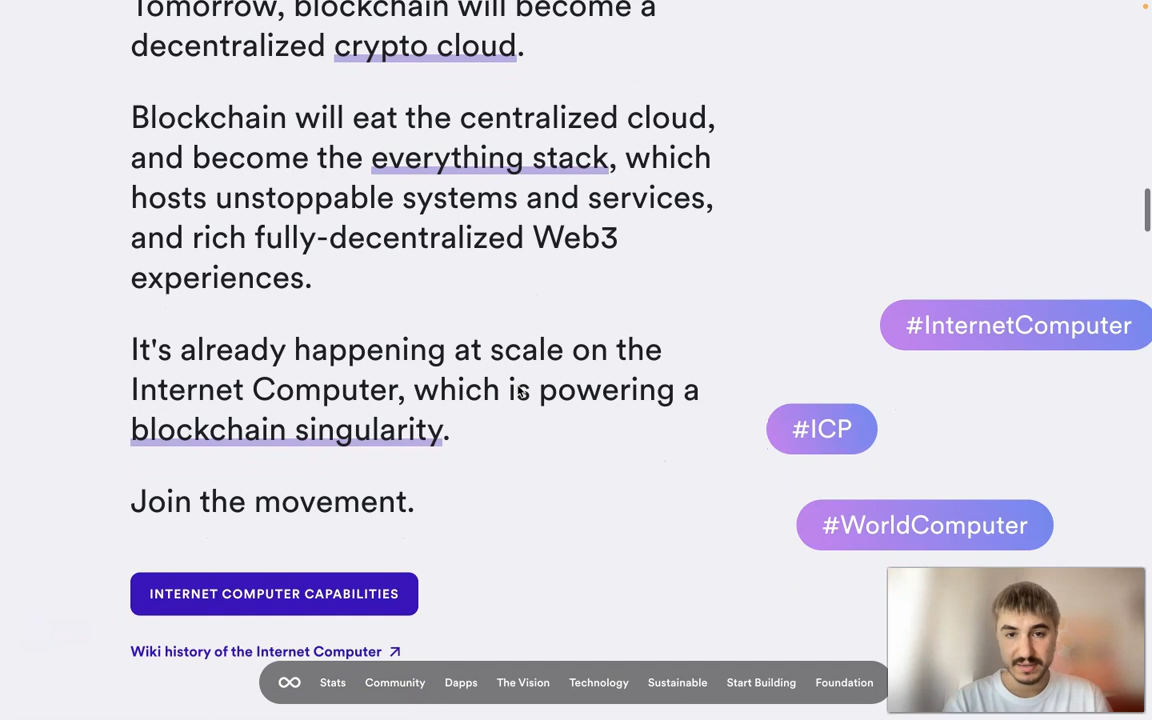 Tomorrow, blockchain will become a
decentralized crypto cloud.
Blockchain will eat the centralized cloud,
and become the everything stack, which
hosts unstoppable systems and services,
and rich fully-decentralized Web3
experiences.
It's already happening at scale on the
Internet Computer, which is powering a
blockchain singularity.
Join the movement.
#InternetComputer
#ICP
#WorldComputer
INTERNET COMPUTER CAPABILITIES
Wiki history of the Internet Computer
Stats Community Dapps The Vision Technology Sustainable Start Building Foundation